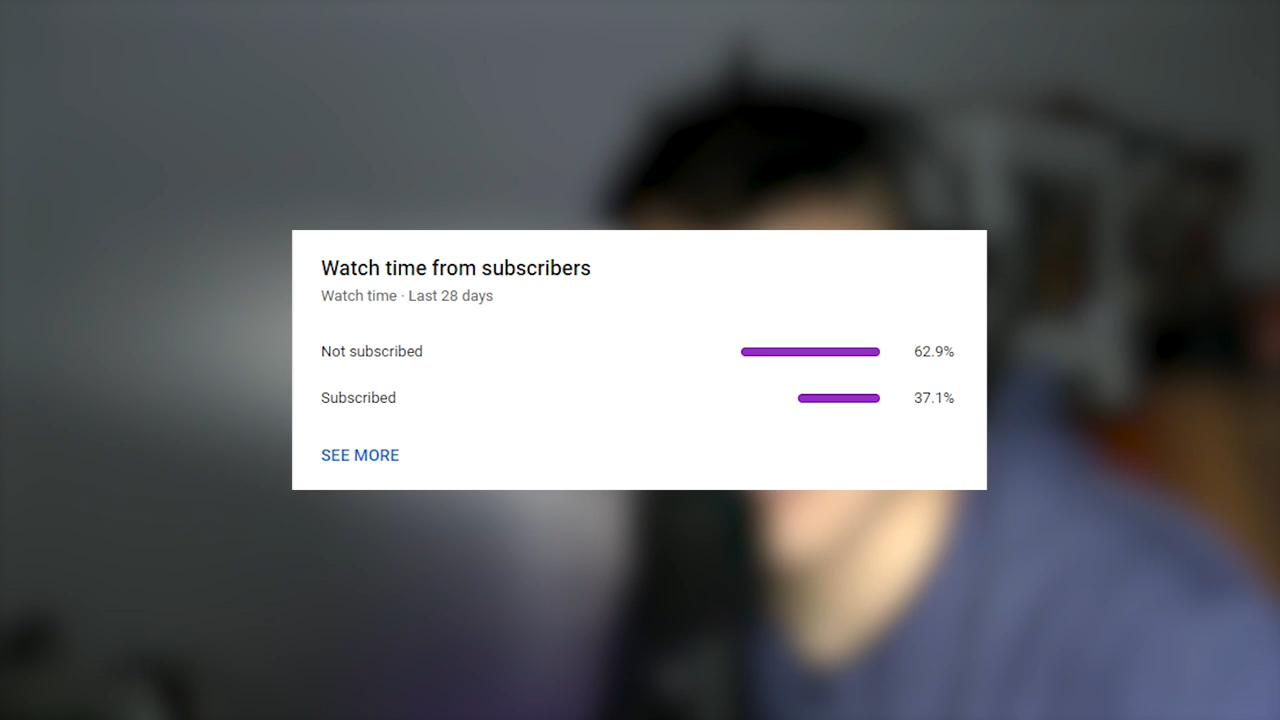 Watch time from subscribers
Watch time · Last 28 days
Not subscribed 62.9%
Subscribed 37.1%
SEE MORE